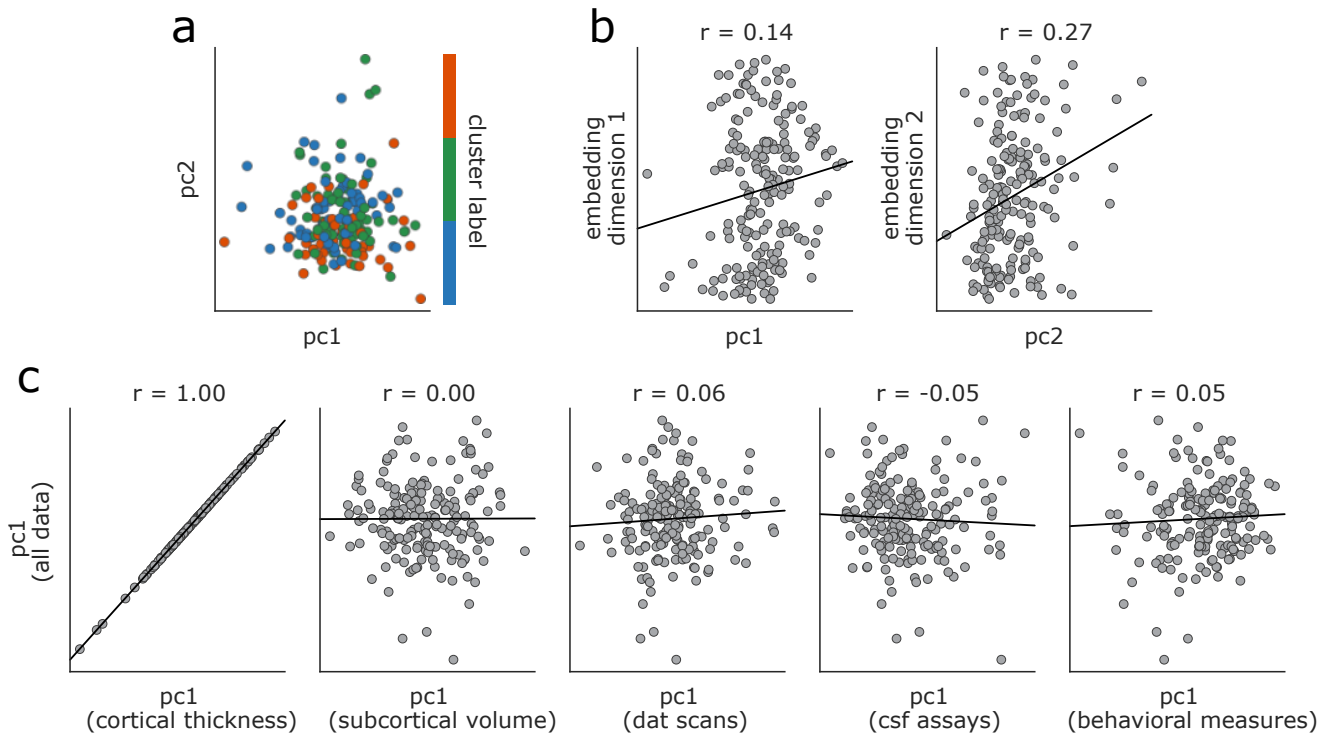 a
pc2
pc1
cluster label
b
r = 0.14
embedding
dimension 1
pc1
r = 0.27
embedding
dimension 2
pc2
c
r = 1.00
pc1
(all data)
pc1
(cortical thickness)
r = 0.00
pc1
(subcortical volume)
r = 0.06
pc1
(dat scans)
r = -0.05
pc1
(csf assays)
r = 0.05
pc1
(behavioral measures)